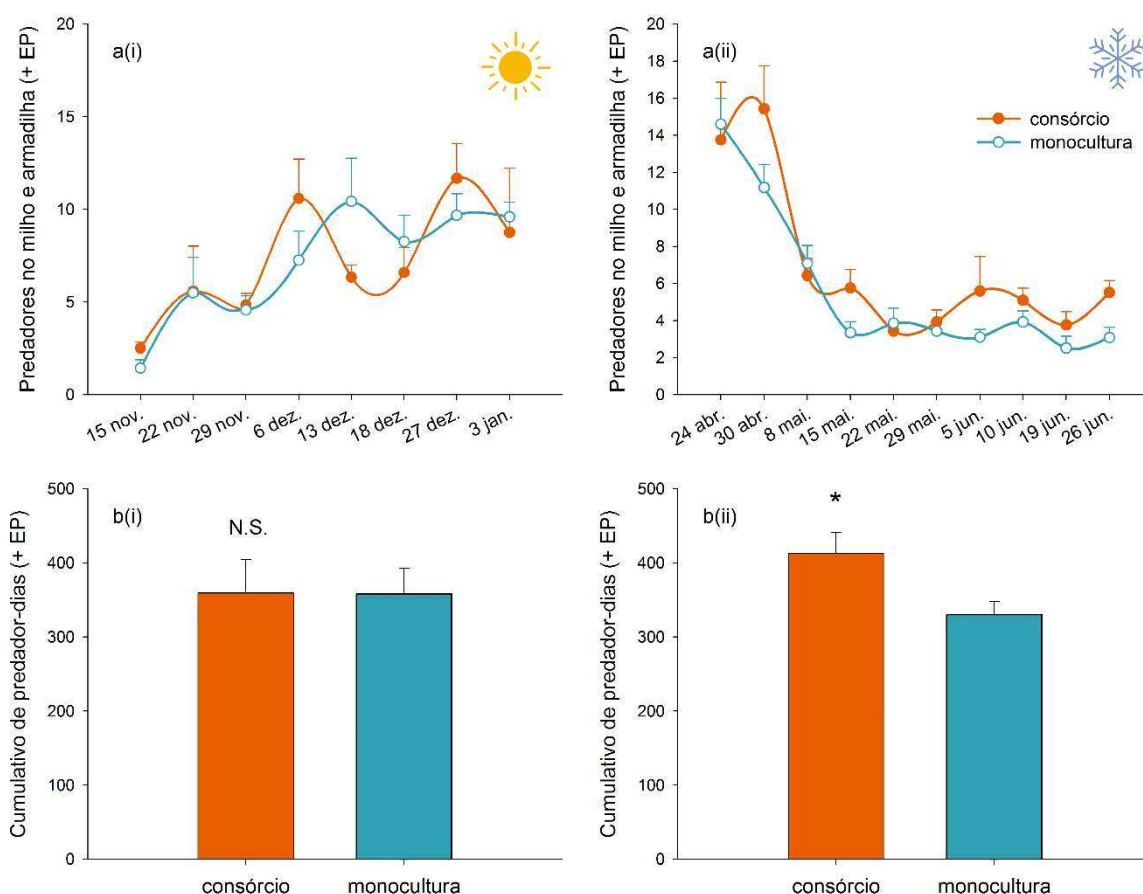 Predadores no milho e armadilha (+ EP)
20
15
10
5
0
a(i)
15 nov.
22 nov.
29 nov.
6 dez.
13 dez.
18 dez.
27 dez.
3 jan.
Predadores no milho e armadilha (+ EP)
20
18
16
14
12
10
8
6
4
2
0
a(ii)
consórcio
monocultura
24 abr.
30 abr.
8 mai.
15 mai.
22 mai.
29 mai.
5 jun.
10 jun.
19 jun.
26 jun.
Cumulativo de predador-dias (+ EP)
500
400
300
200
100
0
b(i)
N.S.
consórcio
monocultura
Cumulativo de predador-dias (+ EP)
500
400
300
200
100
0
b(ii)
*
consórcio
monocultura